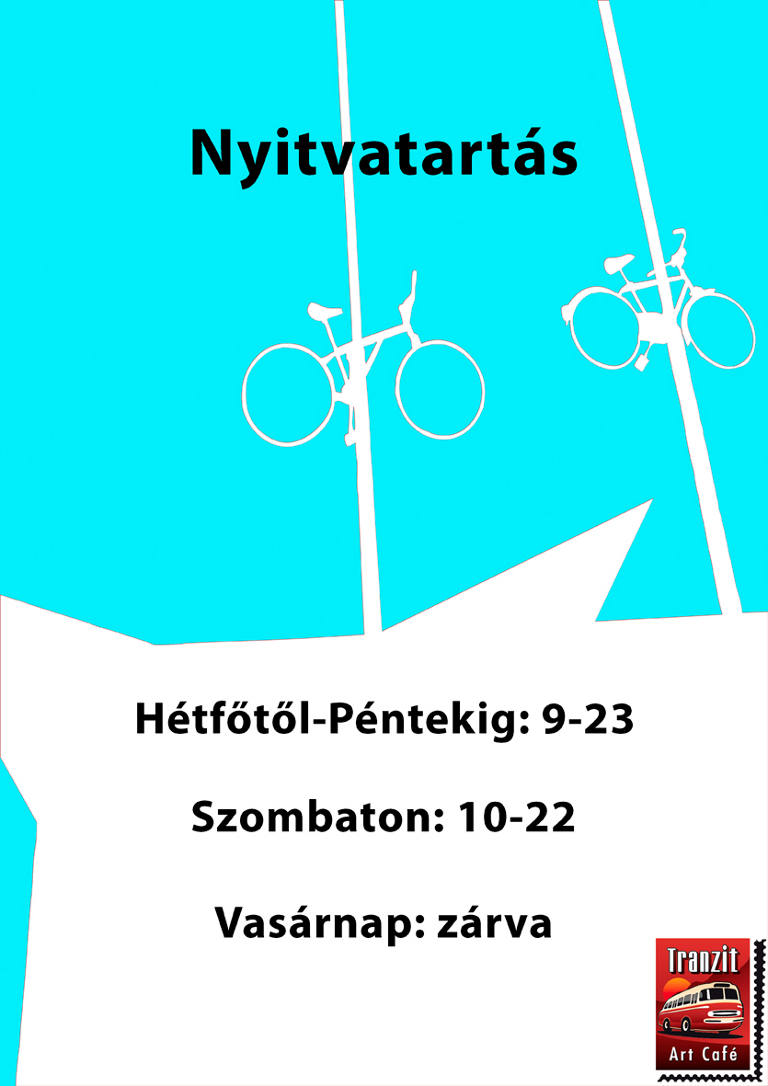 Nyitvatartás
Hétfőtől-Péntekig: 9-23
Szombaton: 10-22
Vasárnap: zárva
Tranzit
Art Café